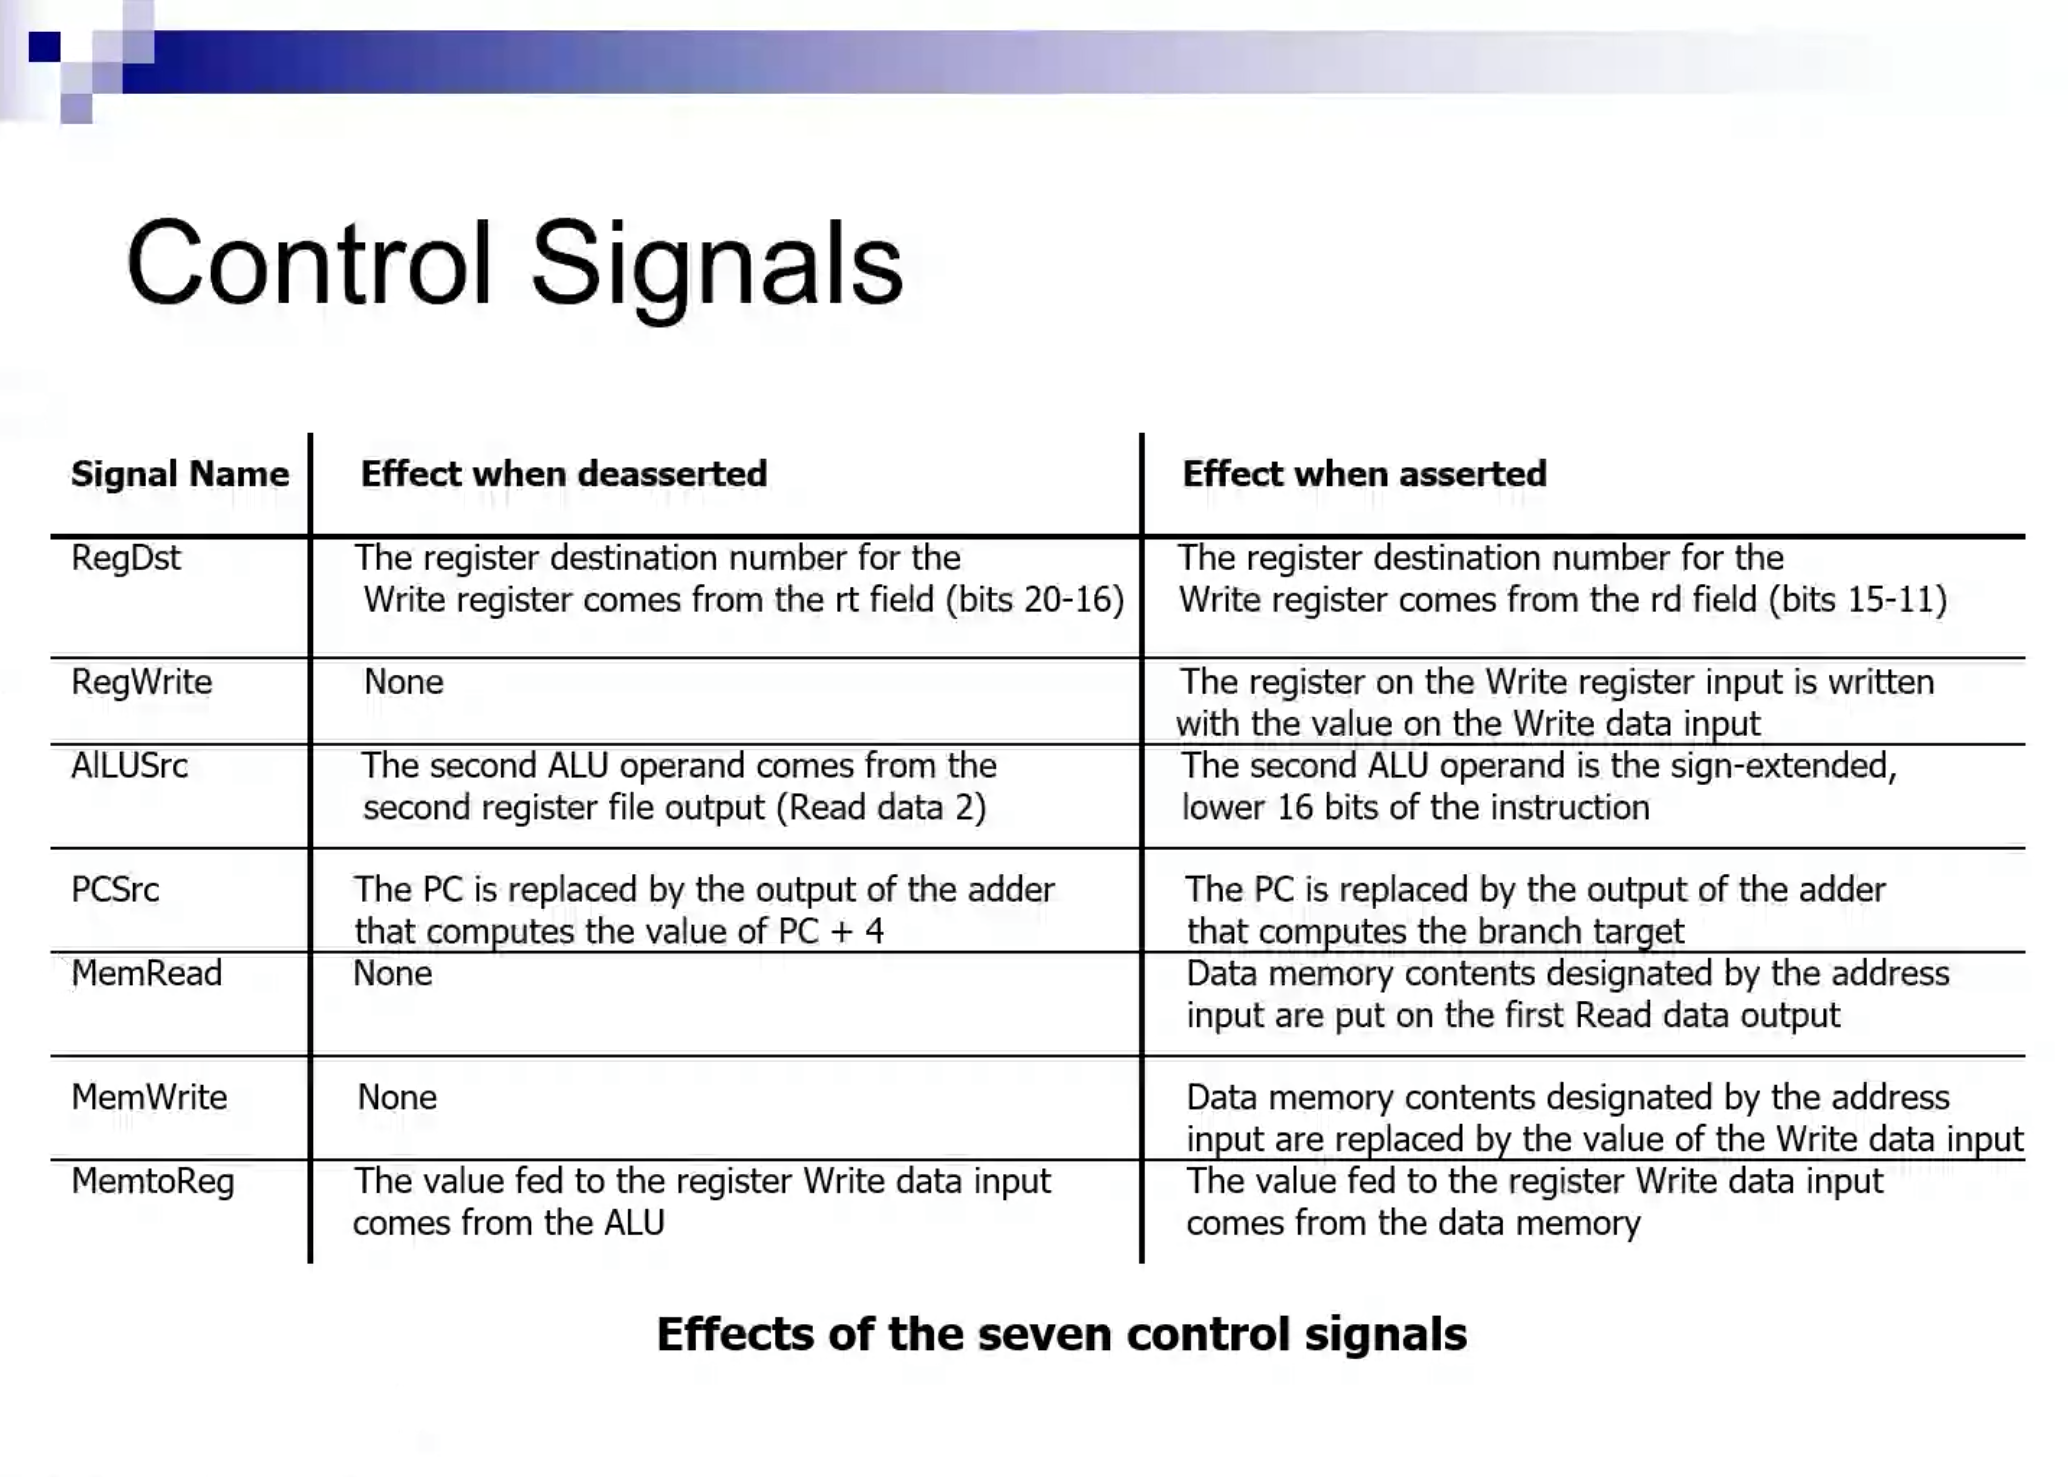 Control Signals
Signal Name Effect when deasserted Effect when asserted
RegDst The register destination number for the The register destination number for the
Write register comes from the rt field (bits 20-16) Write register comes from the rd field (bits 15-11)
RegWrite None The register on the Write register input is written
with the value on the Write data input
AlLUSrc The second ALU operand comes from the The second ALU operand is the sign-extended,
second register file output (Read data 2) lower 16 bits of the instruction
PCSrc The PC is replaced by the output of the adder The PC is replaced by the output of the adder
that computes the value of PC + 4 that computes the branch target
MemRead None Data memory contents designated by the address
input are put on the first Read data output
MemWrite None Data memory contents designated by the address
input are replaced by the value of the Write data input
MemtoReg The value fed to the register Write data input The value fed to the register Write data input
comes from the ALU comes from the data memory
Effects of the seven control signals